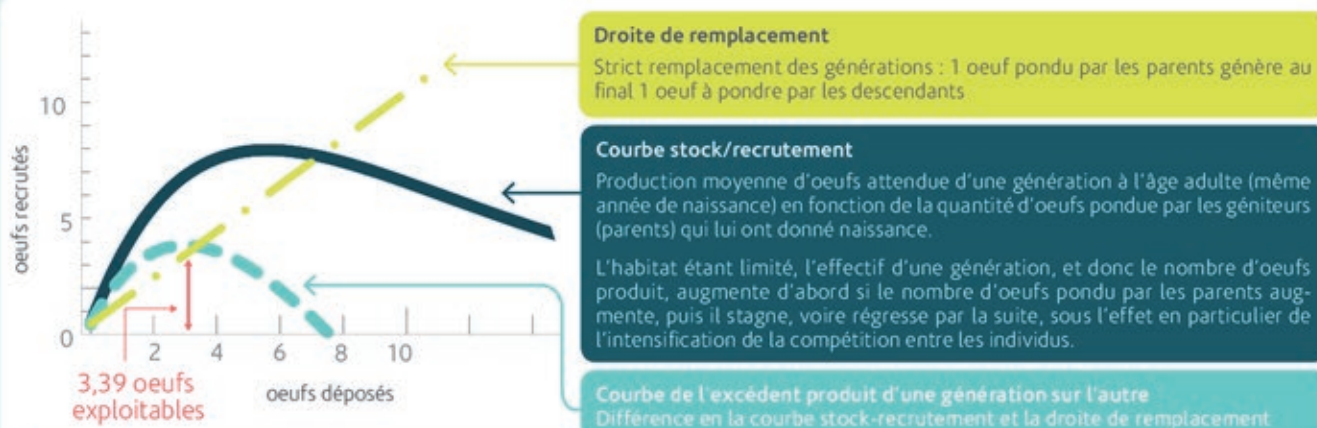 Droite de remplacement
Strict remplacement des générations : 1 oeuf pondu par les parents génère au
final 1 oeuf à pondre par les descendants
Courbe stock/recrutement
Production moyenne d'oeufs attendue d'une génération à l'âge adulte (même
année de naissance) en fonction de la quantité d'oeufs pondue par les géniteurs
(parents) qui lui ont donné naissance.
L'habitat étant limité, l'effectif d'une génération, et donc le nombre d'oeufs
produit, augmente d'abord si le nombre d'oeufs pondu par les parents aug-
mente, puis il stagne, voire régresse par la suite, sous l'effet en particulier de
l'intensification de la compétition entre les individus.
Courbe de l'excédent produit d'une génération sur l'autre
Différence en la courbe stock-recrutement et la droite de remplacement
oeufs recrutés
10
5
0
2 4 6 8 10
oeufs déposés
3,39 oeufs
exploitables